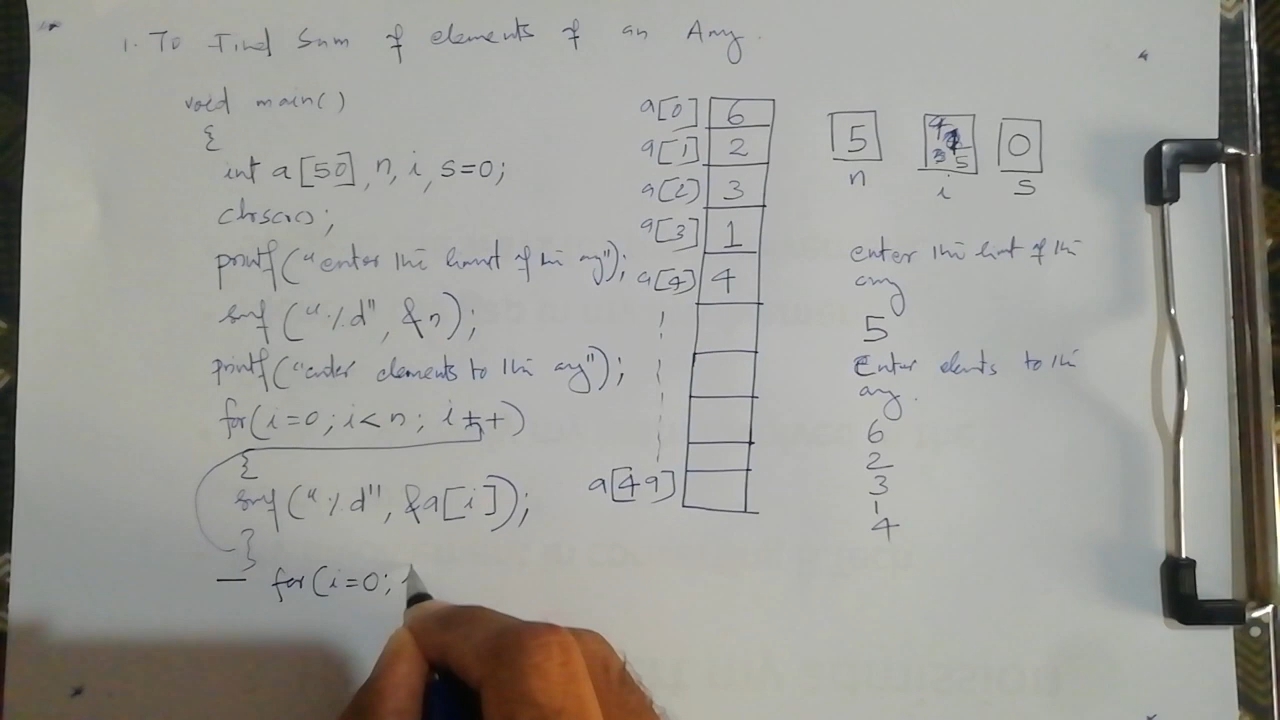 1. To Find Sum of elements of an Array.
void main()
{
int a[50], n, i, s=0;
clrscr();
printf("enter the limit of the array");
scanf("%d", &n);
printf("enter elements to the array");
for(i=0; i<n; i++)
{
scanf("%d", &a[i]);
}
for(i=0;
a[0] 6
a[1] 2
a[2] 3
a[3] 1
a[4] 4
a[49]
5 0
n i s
enter the limit of the
array
5
Enter elements to the
array.
6
2
3
1
4